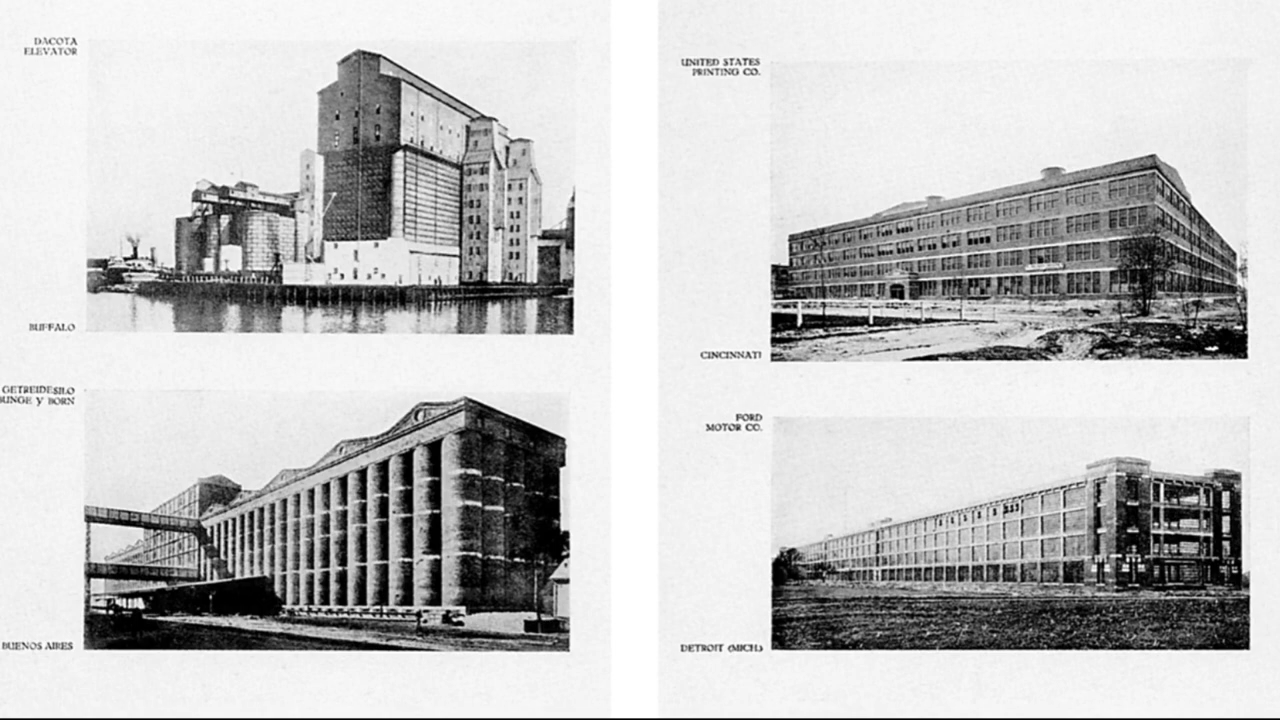 DACOTA
ELEVATOR
BUFFALO
GETREIDESILO
BUNGE Y BORN
BUENOS AIRES
UNITED STATES
PRINTING CO.
CINCINNATI
FORD
MOTOR CO.
DETROIT (MICH.)